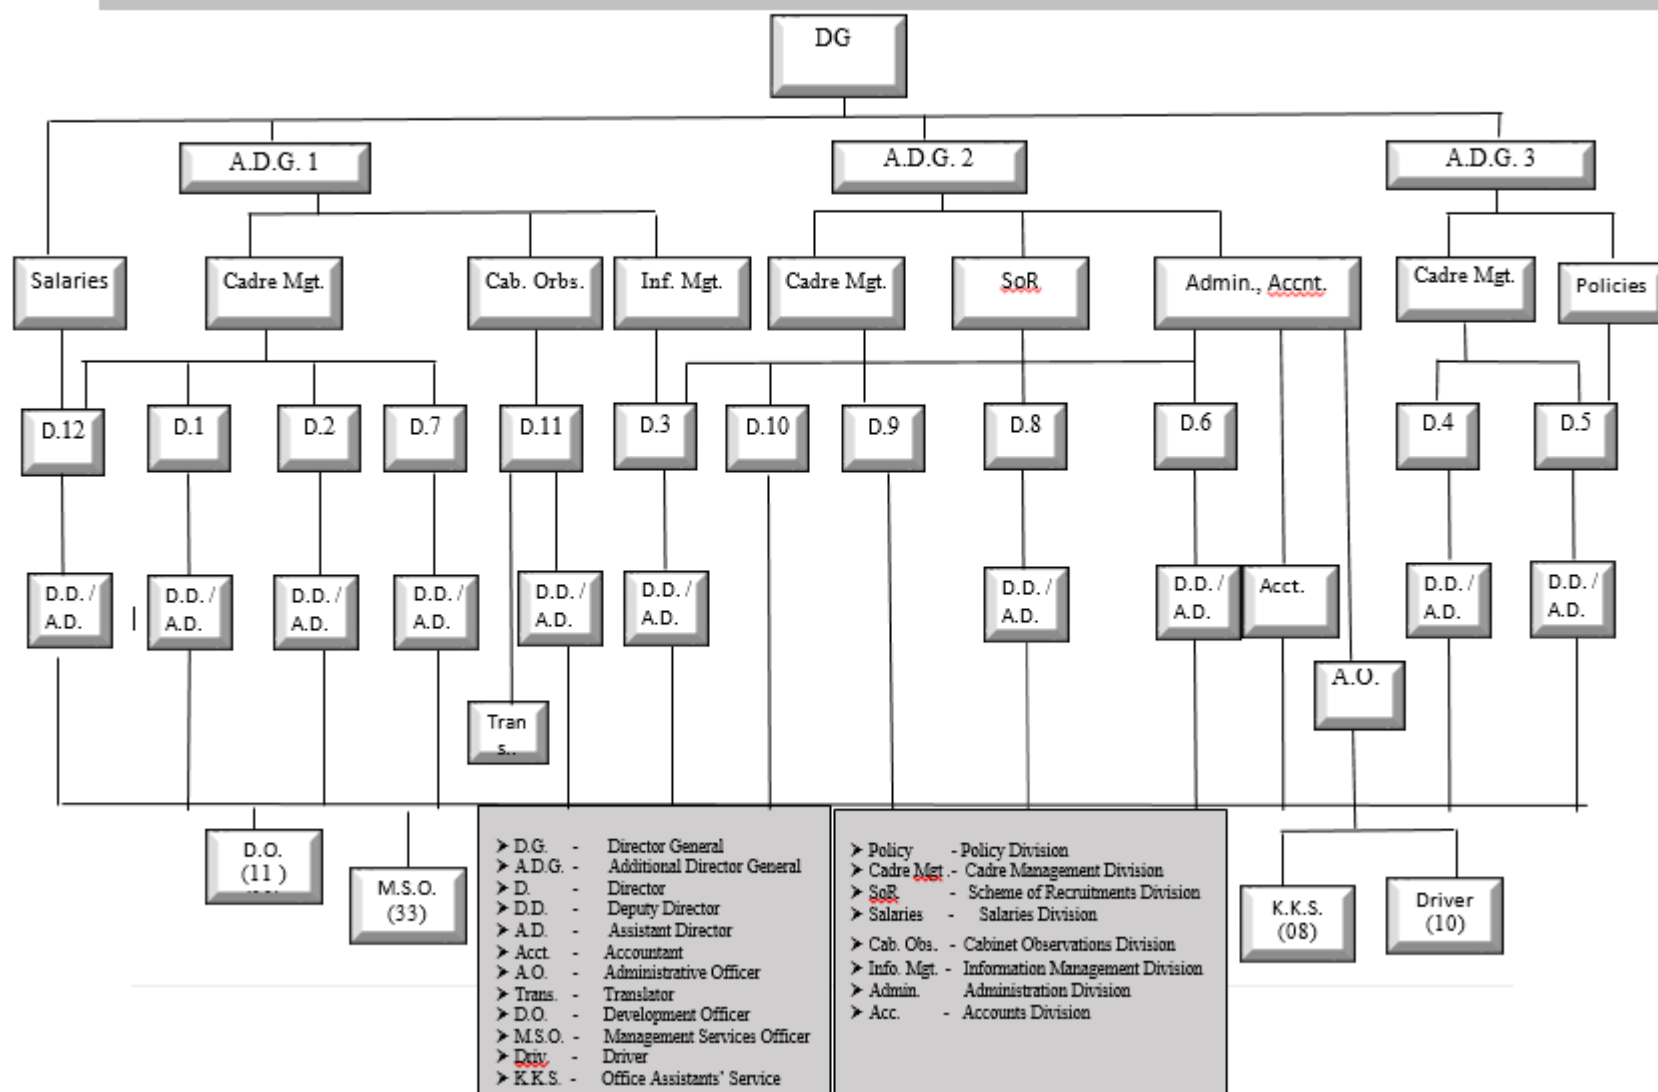 DG
A.D.G. 1
A.D.G. 2
A.D.G. 3
Salaries
Cadre Mgt.
Cab. Orbs.
Inf. Mgt.
Cadre Mgt.
SoR
Admin., Accnt.
Cadre Mgt.
Policies
D.12
D.1
D.2
D.7
D.11
D.3
D.10
D.9
D.8
D.6
D.4
D.5
D.D. /
A.D.
D.D. /
A.D.
D.D. /
A.D.
D.D. /
A.D.
D.D. /
A.D.
D.D. /
A.D.
D.D. /
A.D.
D.D. /
A.D.
Acct.
D.D. /
A.D.
D.D. /
A.D.
A.O.
Tran
s..
D.O.
(11 )
M.S.O.
(33)
K.K.S.
(08)
Driver
(10)
➤ D.G. - Director General
➤ A.D.G. - Additional Director General
➤ D. - Director
➤ D.D. - Deputy Director
➤ A.D. - Assistant Director
➤ Acct. - Accountant
➤ A.O. - Administrative Officer
➤ Trans. - Translator
➤ D.O. - Development Officer
➤ M.S.O. - Management Services Officer
➤ Driv. - Driver
➤ K.K.S. - Office Assistants' Service
➤ Policy - Policy Division
➤ Cadre Mgt .- Cadre Management Division
➤ SoR - Scheme of Recruitments Division
➤ Salaries - Salaries Division
➤ Cab. Obs. - Cabinet Observations Division
➤ Info. Mgt. - Information Management Division
➤ Admin. Administration Division
➤ Acc. - Accounts Division